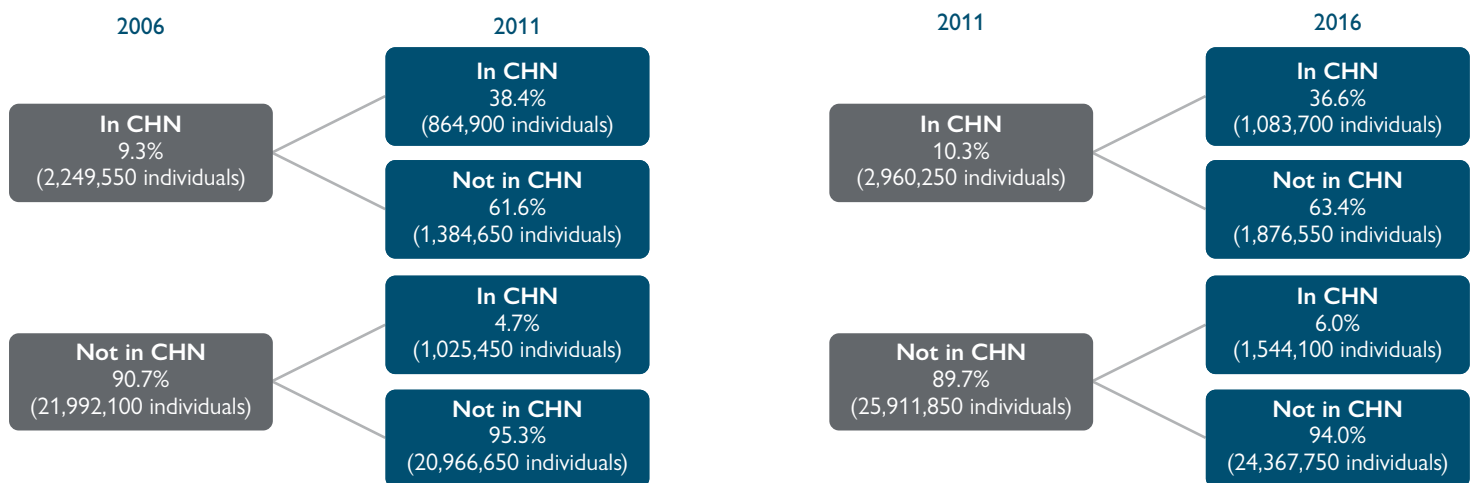 2006
2011
In CHN
9.3%
(2,249,550 individuals)
In CHN
38.4%
(864,900 individuals)
Not in CHN
61.6%
(1,384,650 individuals)
Not in CHN
90.7%
(21,992,100 individuals)
In CHN
4.7%
(1,025,450 individuals)
Not in CHN
95.3%
(20,966,650 individuals)
2011
2016
In CHN
10.3%
(2,960,250 individuals)
In CHN
36.6%
(1,083,700 individuals)
Not in CHN
63.4%
(1,876,550 individuals)
Not in CHN
89.7%
(25,911,850 individuals)
In CHN
6.0%
(1,544,100 individuals)
Not in CHN
94.0%
(24,367,750 individuals)